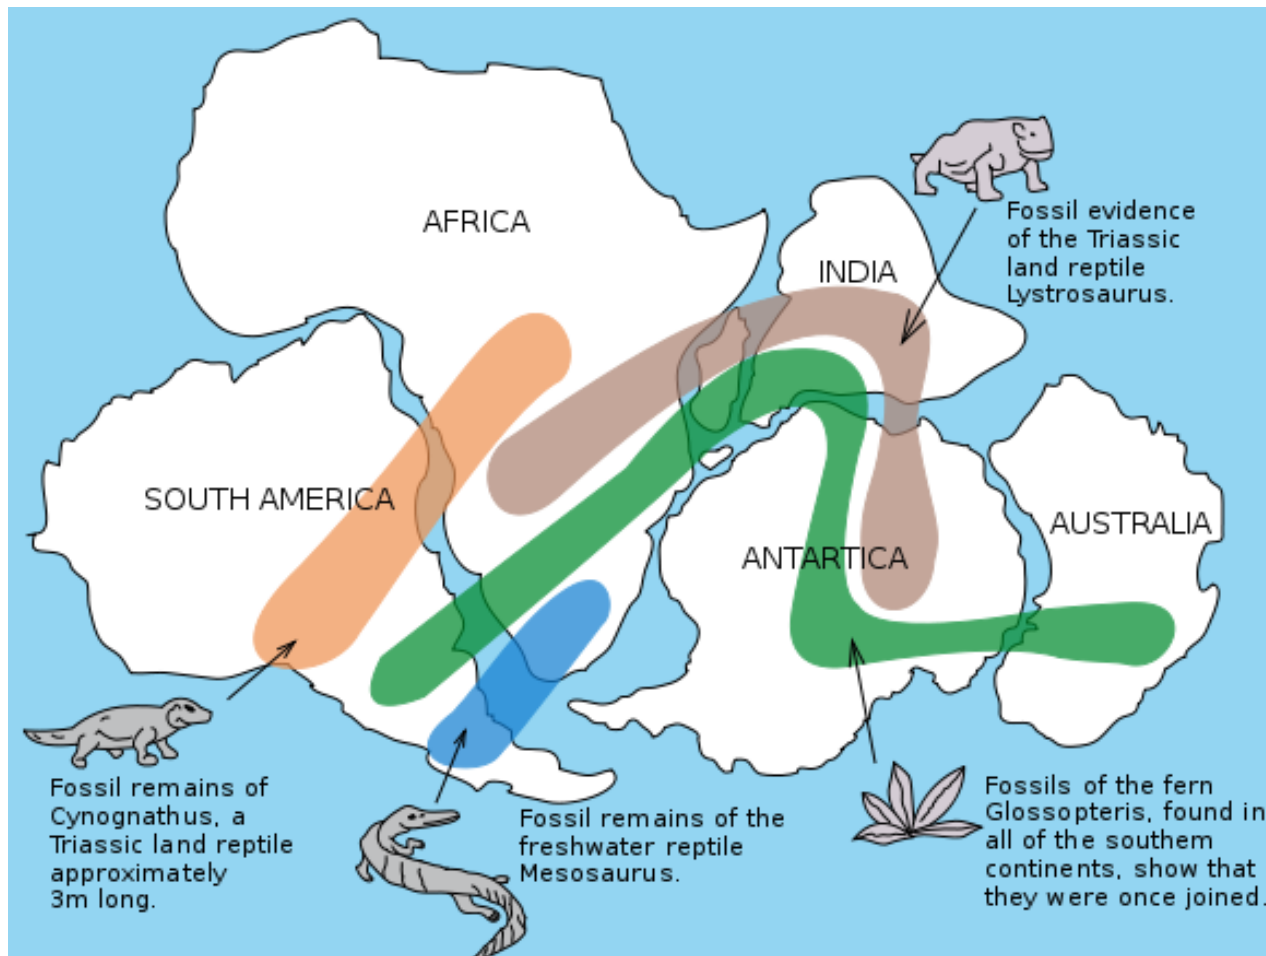 AFRICA
INDIA
Fossil evidence
of the Triassic
land reptile
Lystrosaurus.
SOUTH AMERICA
ANTARTICA
AUSTRALIA
Fossil remains of
Cynognathus, a
Triassic land reptile
approximately
3m long.
Fossil remains of the
freshwater reptile
Mesosaurus.
Fossils of the fern
Glossopteris, found in
all of the southern
continents, show that
they were once joined.